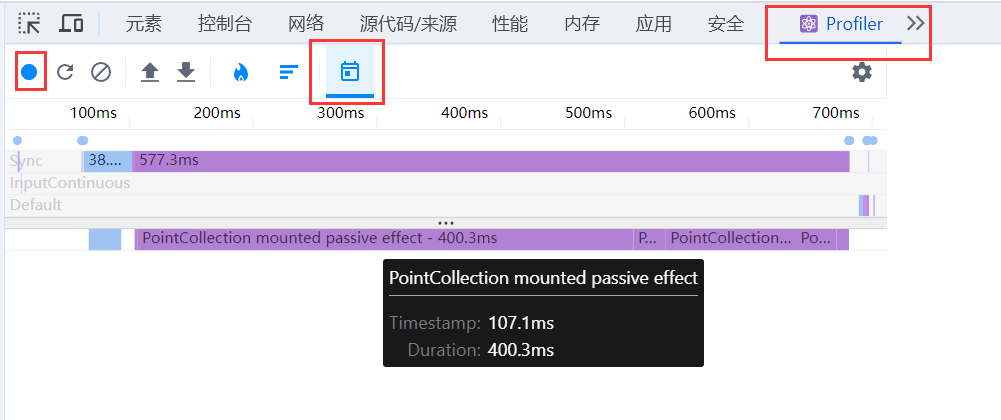 元素 控制台 网络 源代码/来源 性能 内存 应用 安全 Profiler
100ms 200ms 300ms 400ms 500ms 600ms 700ms
Sync 38.... 577.3ms
InputContinuous
Default
PointCollection mounted passive effect - 400.3ms P... PointCollection... Po...
PointCollection mounted passive effect
Timestamp: 107.1ms
Duration: 400.3ms